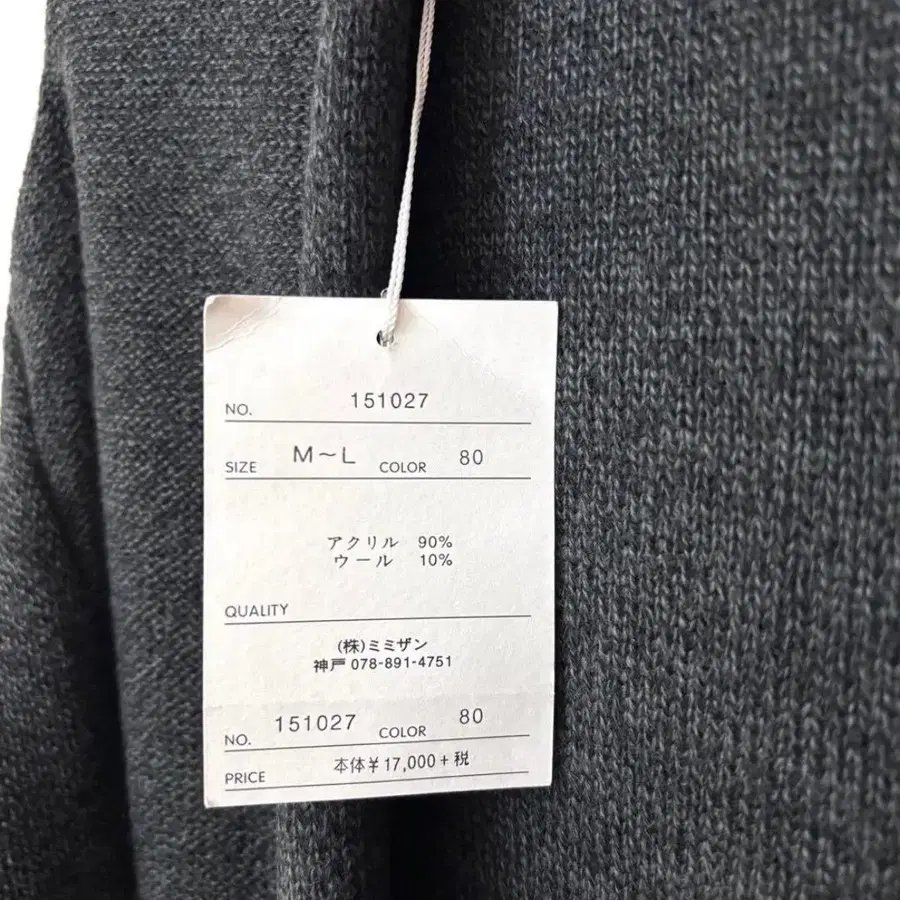 NO. 151027
SIZE M~L COLOR 80
アクリル 90%
ウール 10%
QUALITY
(株)ミミザン
神戸 078-891-4751
NO. 151027 COLOR 80
PRICE 本体¥17,000+税